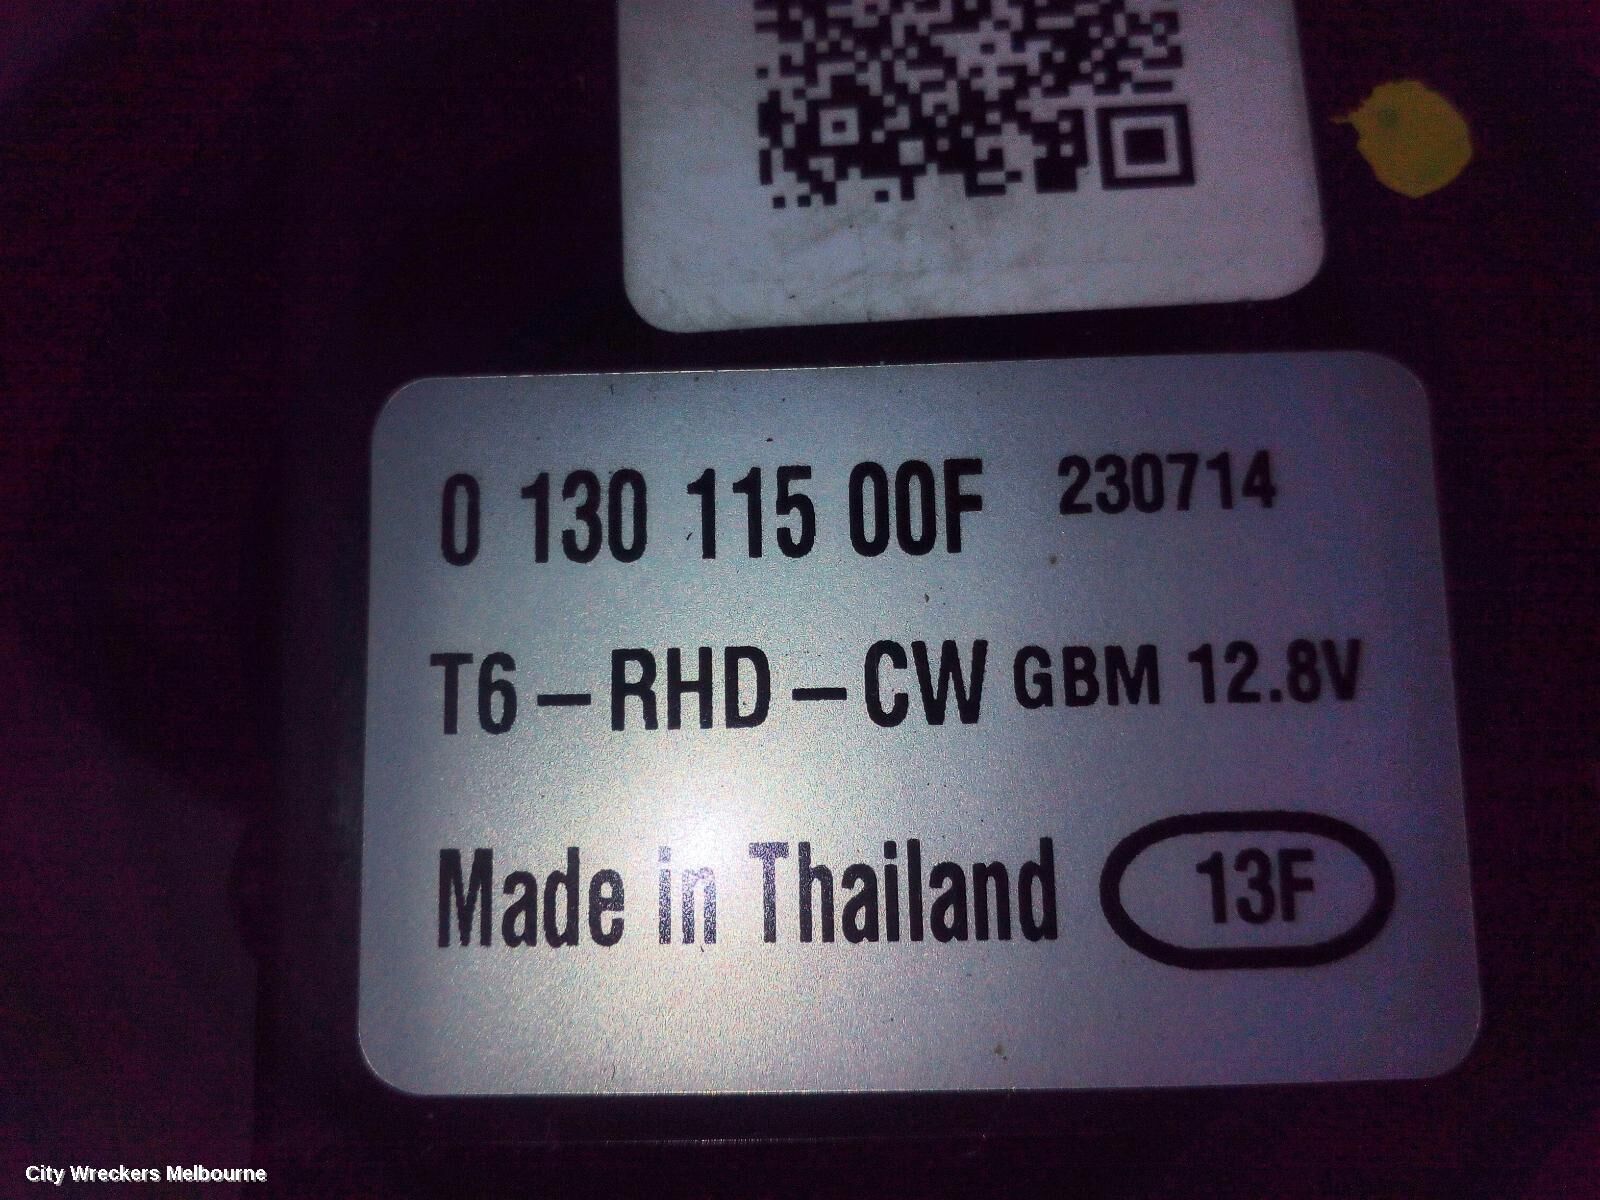 0 130 115 00F 230714
T6-RHD-CW GBM 12.8V
Made in Thailand 13F
City Wreckers Melbourne